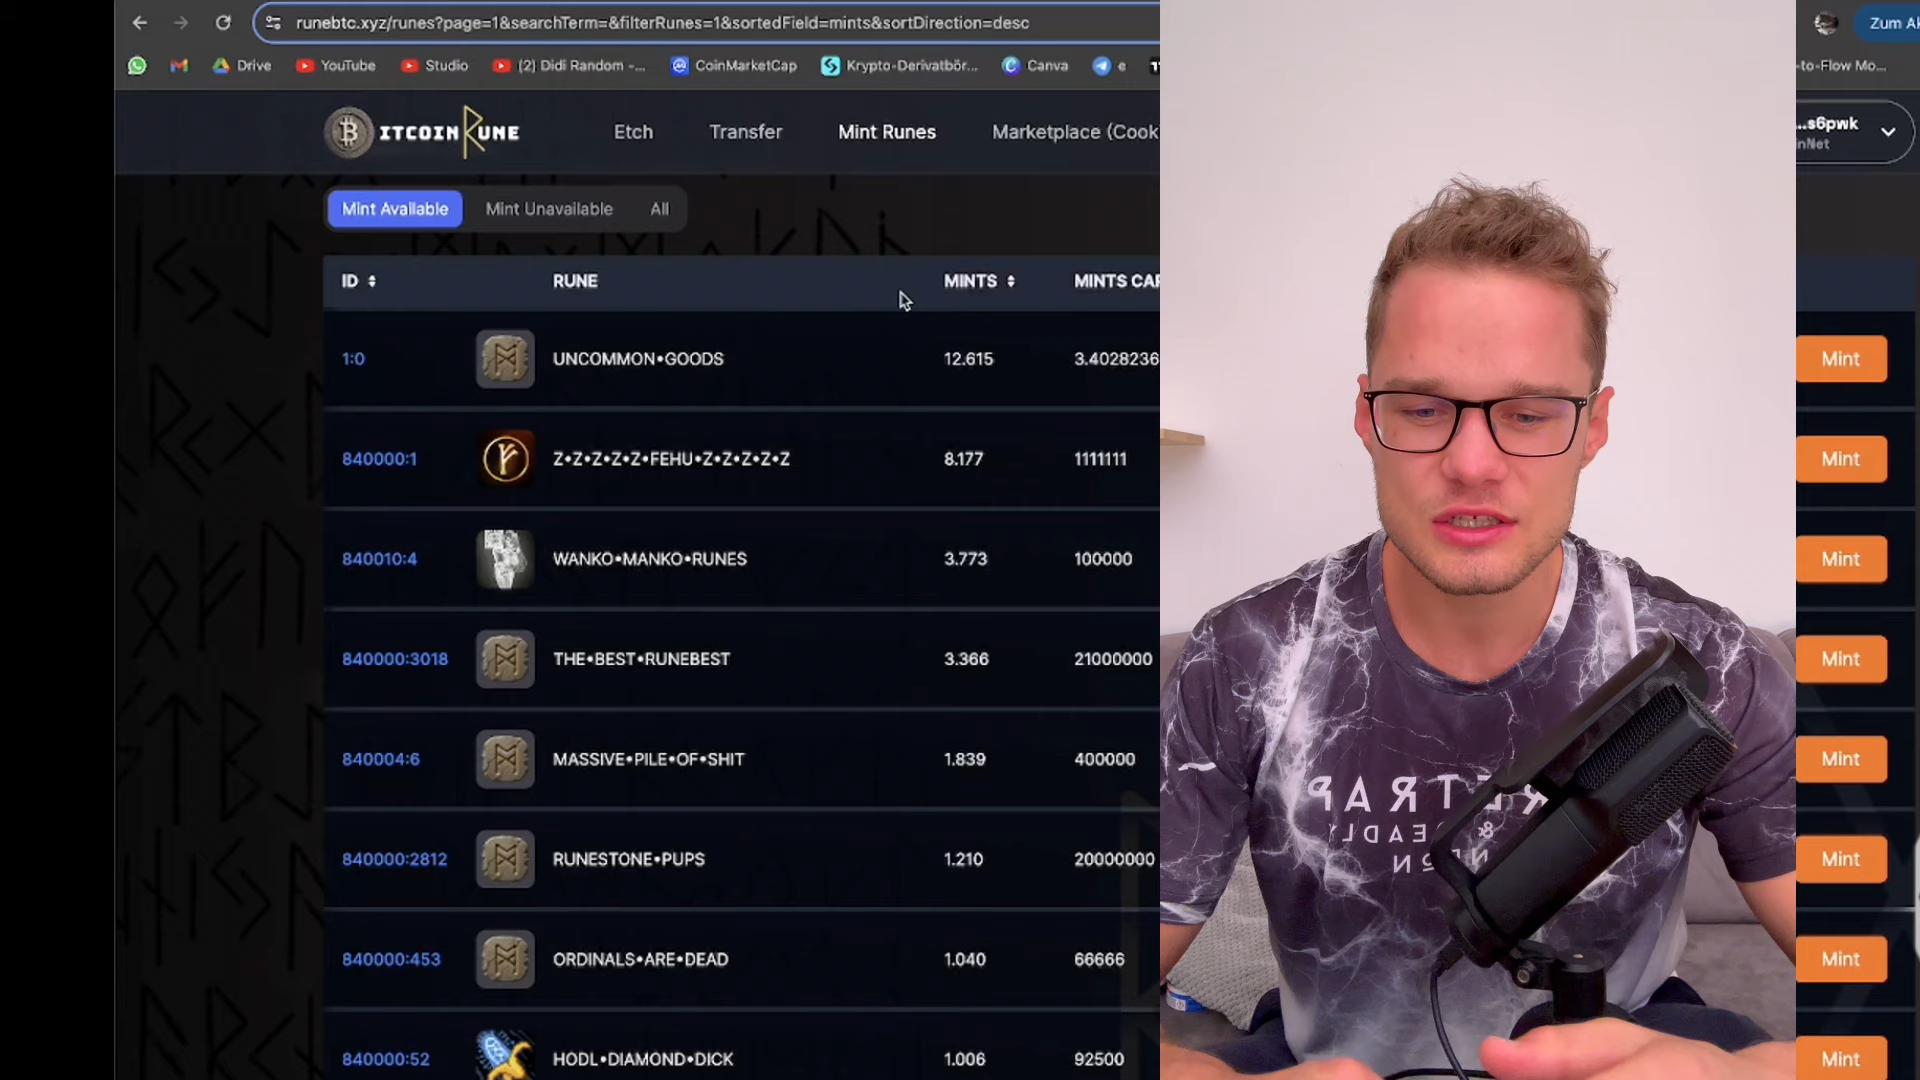 runebtc.xyz/runes?page=1&searchTerm=&filterRunes=1&sortedField=mints&sortDirection=desc
Zum Ak
Drive
YouTube
Studio
(2) Didi Random -...
CoinMarketCap
Krypto-Derivatbör...
Canva
e
-to-Flow Mo...
ITCOIN RUNE
Etch
Transfer
Mint Runes
Marketplace (Cook
...s6pwk
nNet
Mint Available
Mint Unavailable
All
ID
RUNE
MINTS
MINTS CAP
1:0
UNCOMMON•GOODS
12.615
3.4028236
Mint
840000:1
Z•Z•Z•Z•Z•FEHU•Z•Z•Z•Z•Z
8.177
1111111
Mint
840010:4
WANKO•MANKO•RUNES
3.773
100000
Mint
840000:3018
THE•BEST•RUNEBEST
3.366
21000000
Mint
840004:6
MASSIVE•PILE•OF•SHIT
1.839
400000
Mint
840000:2812
RUNESTONE•PUPS
1.210
20000000
Mint
840000:453
ORDINALS•ARE•DEAD
1.040
66666
Mint
840000:52
HODL•DIAMOND•DICK
1.006
92500
Mint